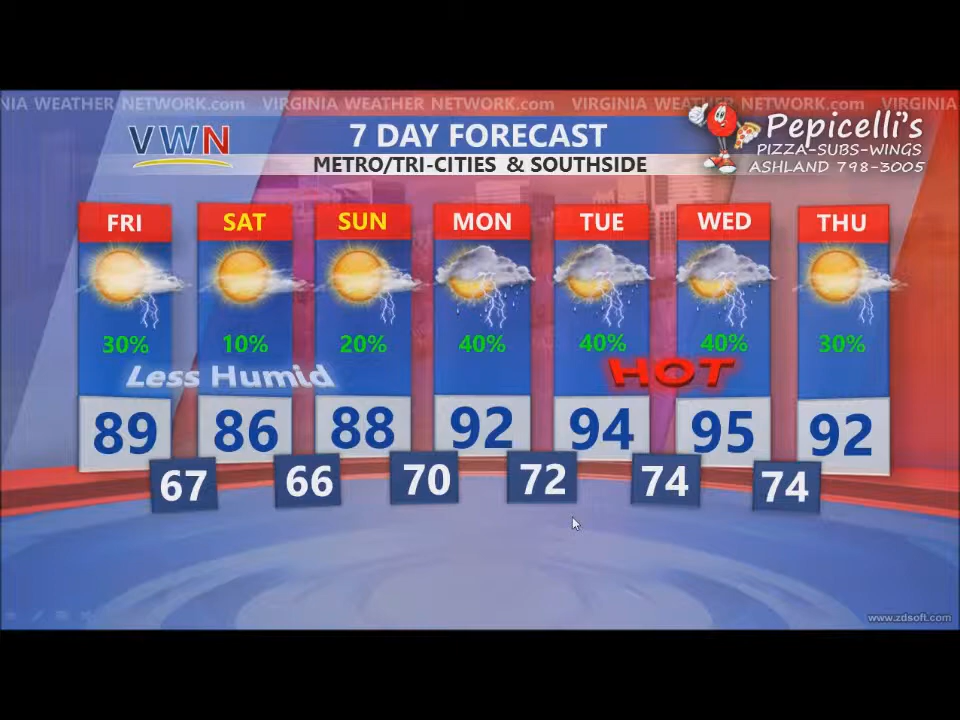 NIA WEATHER NETWORK.com VIRGINIA WEATHER NETWORK.com VIRGINIA WEATHER NETWORK.com VIRGINIA
VWN
7 DAY FORECAST
METRO/TRI-CITIES & SOUTHSIDE
Pepicelli's
PIZZA-SUBS-WINGS
ASHLAND 798-3005
FRI SAT SUN MON TUE WED THU
30% 10% 20% 40% 40% 40% 30%
Less Humid HOT
89 86 88 92 94 95 92
67 66 70 72 74 74
www.zdsoft.com